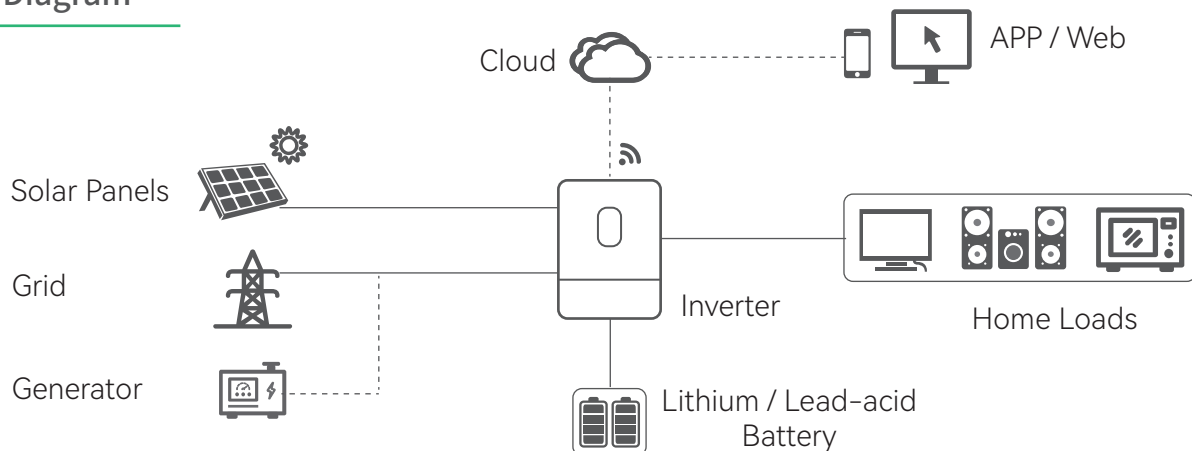 Diagram
Cloud
APP / Web
Solar Panels
Grid
Inverter
Home Loads
Generator
Lithium / Lead-acid
Battery